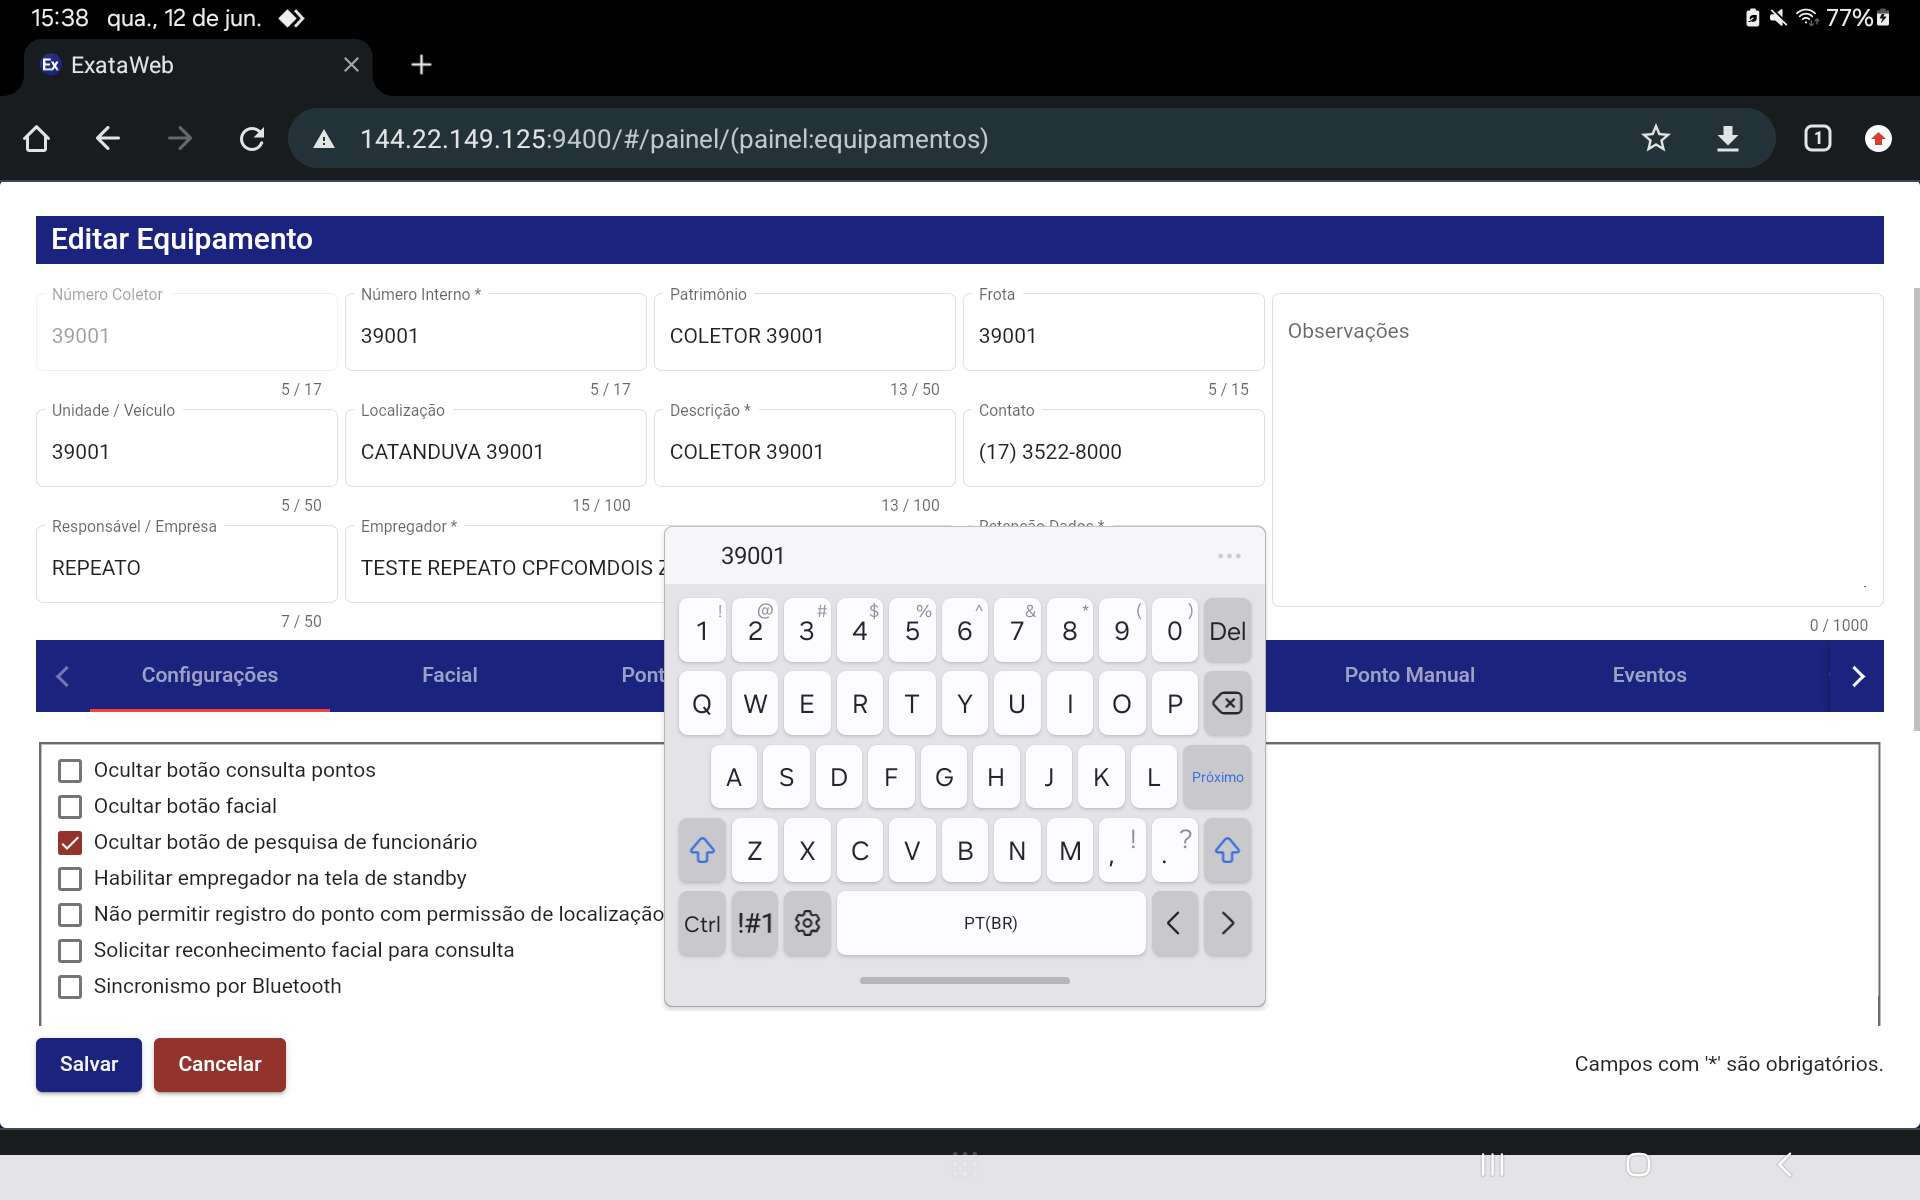 15:38 qua., 12 de jun. 77%
Ex ExataWeb
144.22.149.125:9400/#/painel/(painel:equipamentos) 1
Editar Equipamento
Número Coletor Número Interno * Patrimônio Frota
39001 39001 COLETOR 39001 39001 Observações
5 / 17 5 / 17 13 / 50 5 / 15
Unidade / Veículo Localização Descrição * Contato
39001 CATANDUVA 39001 COLETOR 39001 (17) 3522-8000
5 / 50 15 / 100 13 / 100
Responsável / Empresa Empregador * Retenção Dados *
REPEATO TESTE REPEATO CPFCOMDOIS
7 / 50 0 / 1000
Configurações Facial Pont Ponto Manual Eventos
Ocultar botão consulta pontos
Ocultar botão facial
Ocultar botão de pesquisa de funcionário
Habilitar empregador na tela de standby
Não permitir registro do ponto com permissão de localização
Solicitar reconhecimento facial para consulta
Sincronismo por Bluetooth
Salvar Cancelar Campos com '*' são obrigatórios.
39001 ...
! @ # $ % ^ & * ( )
1 2 3 4 5 6 7 8 9 0 Del
Q W E R T Y U I O P
A S D F G H J K L Próximo
Z X C V B N M , ! . ?
Ctrl !#1 PT(BR) < >